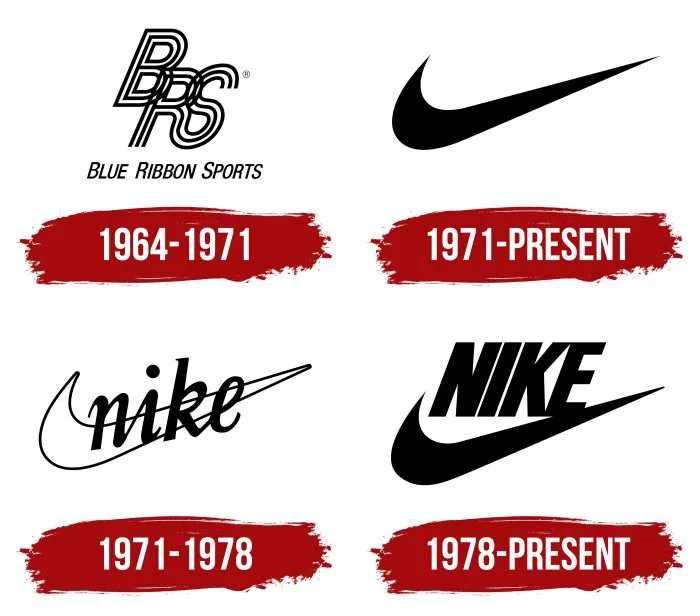 BRS®
BLUE RIBBON SPORTS
1964-1971
1971-PRESENT
nike
NIKE
1971-1978
1978-PRESENT